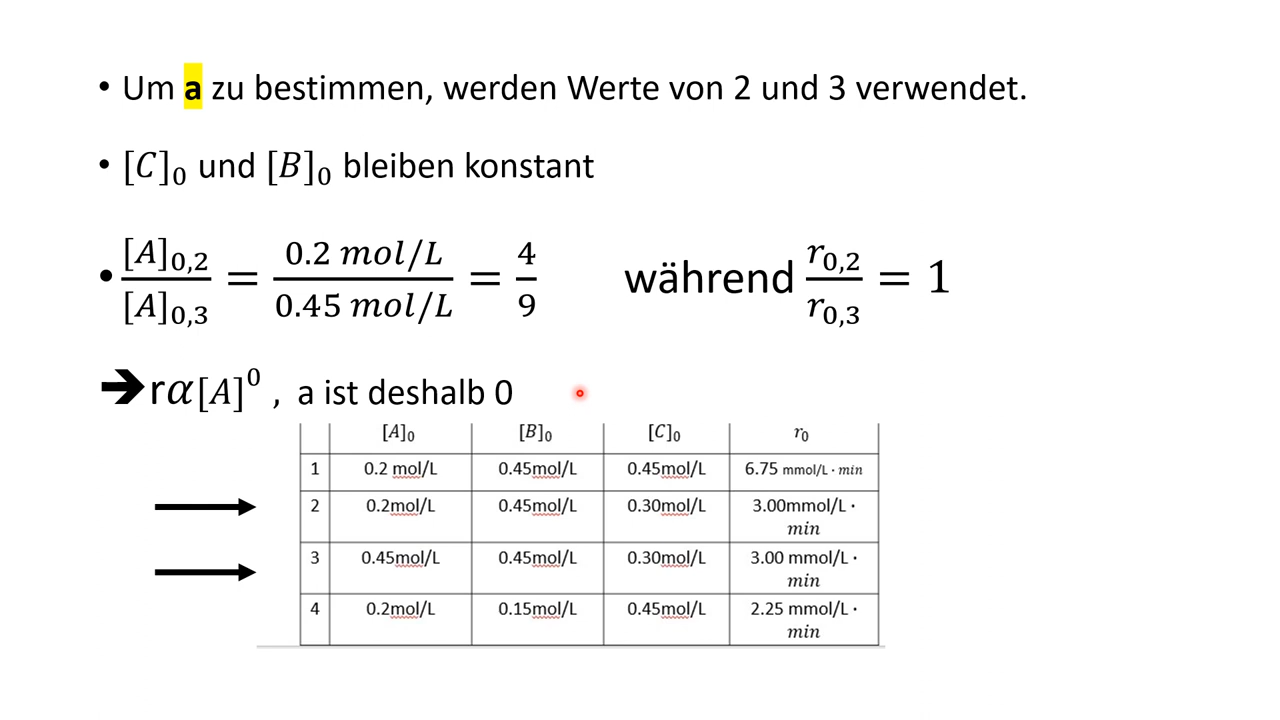 • Um a zu bestimmen, werden Werte von 2 und 3 verwendet.
• [C]₀ und [B]₀ bleiben konstant
• [A]₀,₂ / [A]₀,₃ = 0.2 mol/L / 0.45 mol/L = 4/9 während r₀,₂ / r₀,₃ = 1
➔rα[A]⁰ , a ist deshalb 0
[A]₀ [B]₀ [C]₀ r₀
1 0.2 mol/L 0.45mol/L 0.45mol/L 6.75 mmol/L · min
2 0.2mol/L 0.45mol/L 0.30mol/L 3.00mmol/L ·
min
3 0.45mol/L 0.45mol/L 0.30mol/L 3.00 mmol/L ·
min
4 0.2mol/L 0.15mol/L 0.45mol/L 2.25 mmol/L ·
min